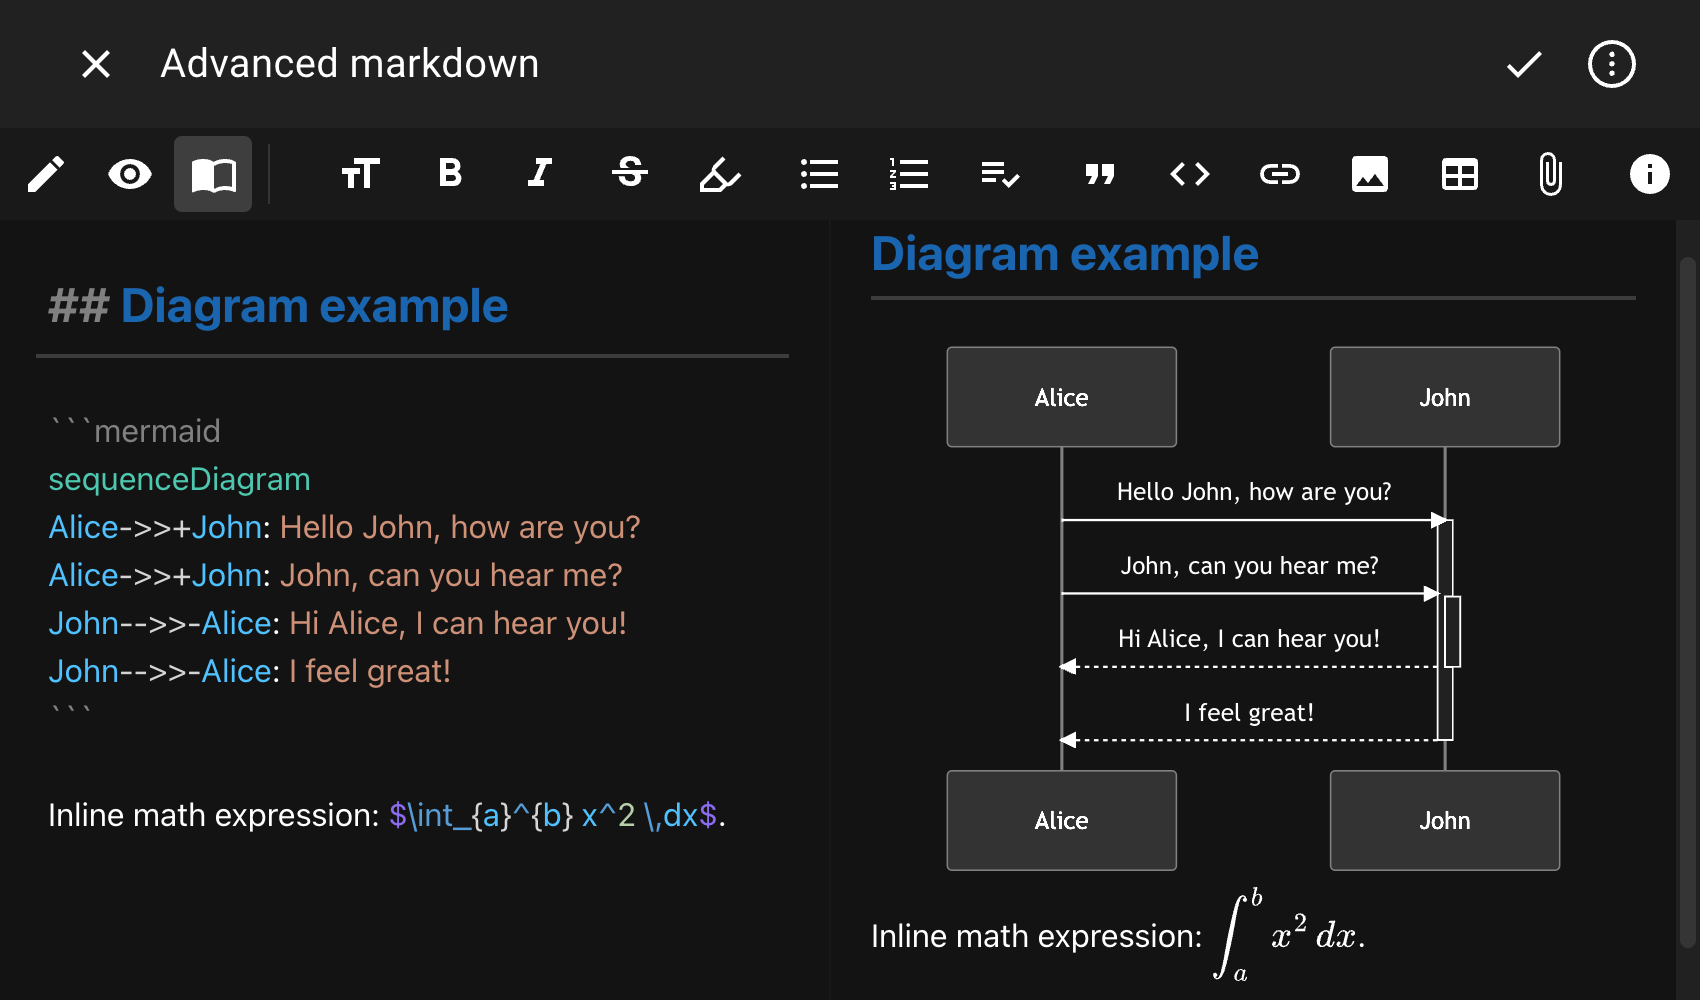 Advanced markdown
## Diagram example
```mermaid
sequenceDiagram
Alice->>+John: Hello John, how are you?
Alice->>+John: John, can you hear me?
John-->>-Alice: Hi Alice, I can hear you!
John-->>-Alice: I feel great!
```
Inline math expression: $\int_{a}^{b} x^2 \,dx$.
Diagram example
Alice John
Hello John, how are you?
John, can you hear me?
Hi Alice, I can hear you!
I feel great!
Alice John
Inline math expression: ∫_a^b x² dx.